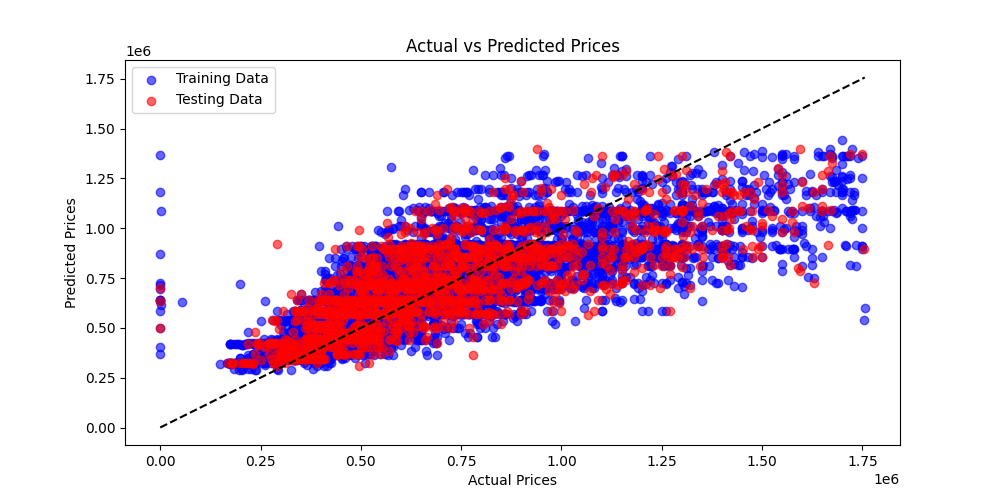 Actual vs Predicted Prices
1e6
Training Data
Testing Data
1.75
1.50
1.25
1.00
0.75
0.50
0.25
0.00
Predicted Prices
0.00 0.25 0.50 0.75 1.00 1.25 1.50 1.75
1e6
Actual Prices